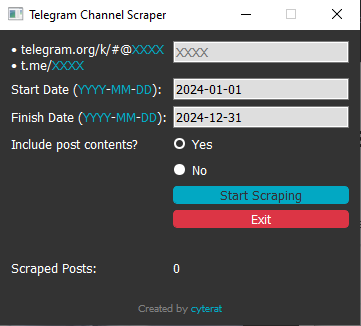 Telegram Channel Scraper
• telegram.org/k/#@XXXX
• t.me/XXXX
XXXX
Start Date (YYYY-MM-DD): 2024-01-01
Finish Date (YYYY-MM-DD): 2024-12-31
Include post contents? Yes
No
Start Scraping
Exit
Scraped Posts: 0
Created by cyterat